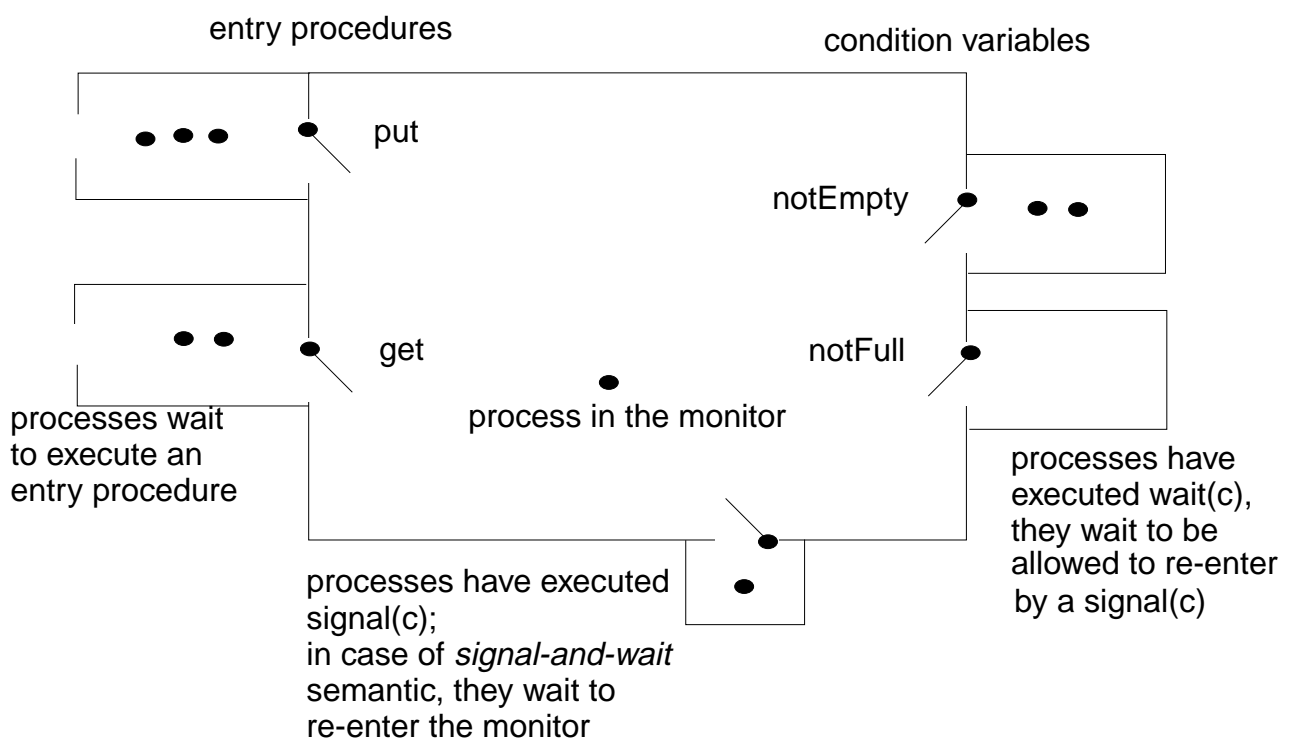 entry procedures
condition variables
put
notEmpty
get
notFull
process in the monitor
processes wait
to execute an
entry procedure
processes have
executed wait(c),
they wait to be
allowed to re-enter
by a signal(c)
processes have executed
signal(c);
in case of signal-and-wait
semantic, they wait to
re-enter the monitor